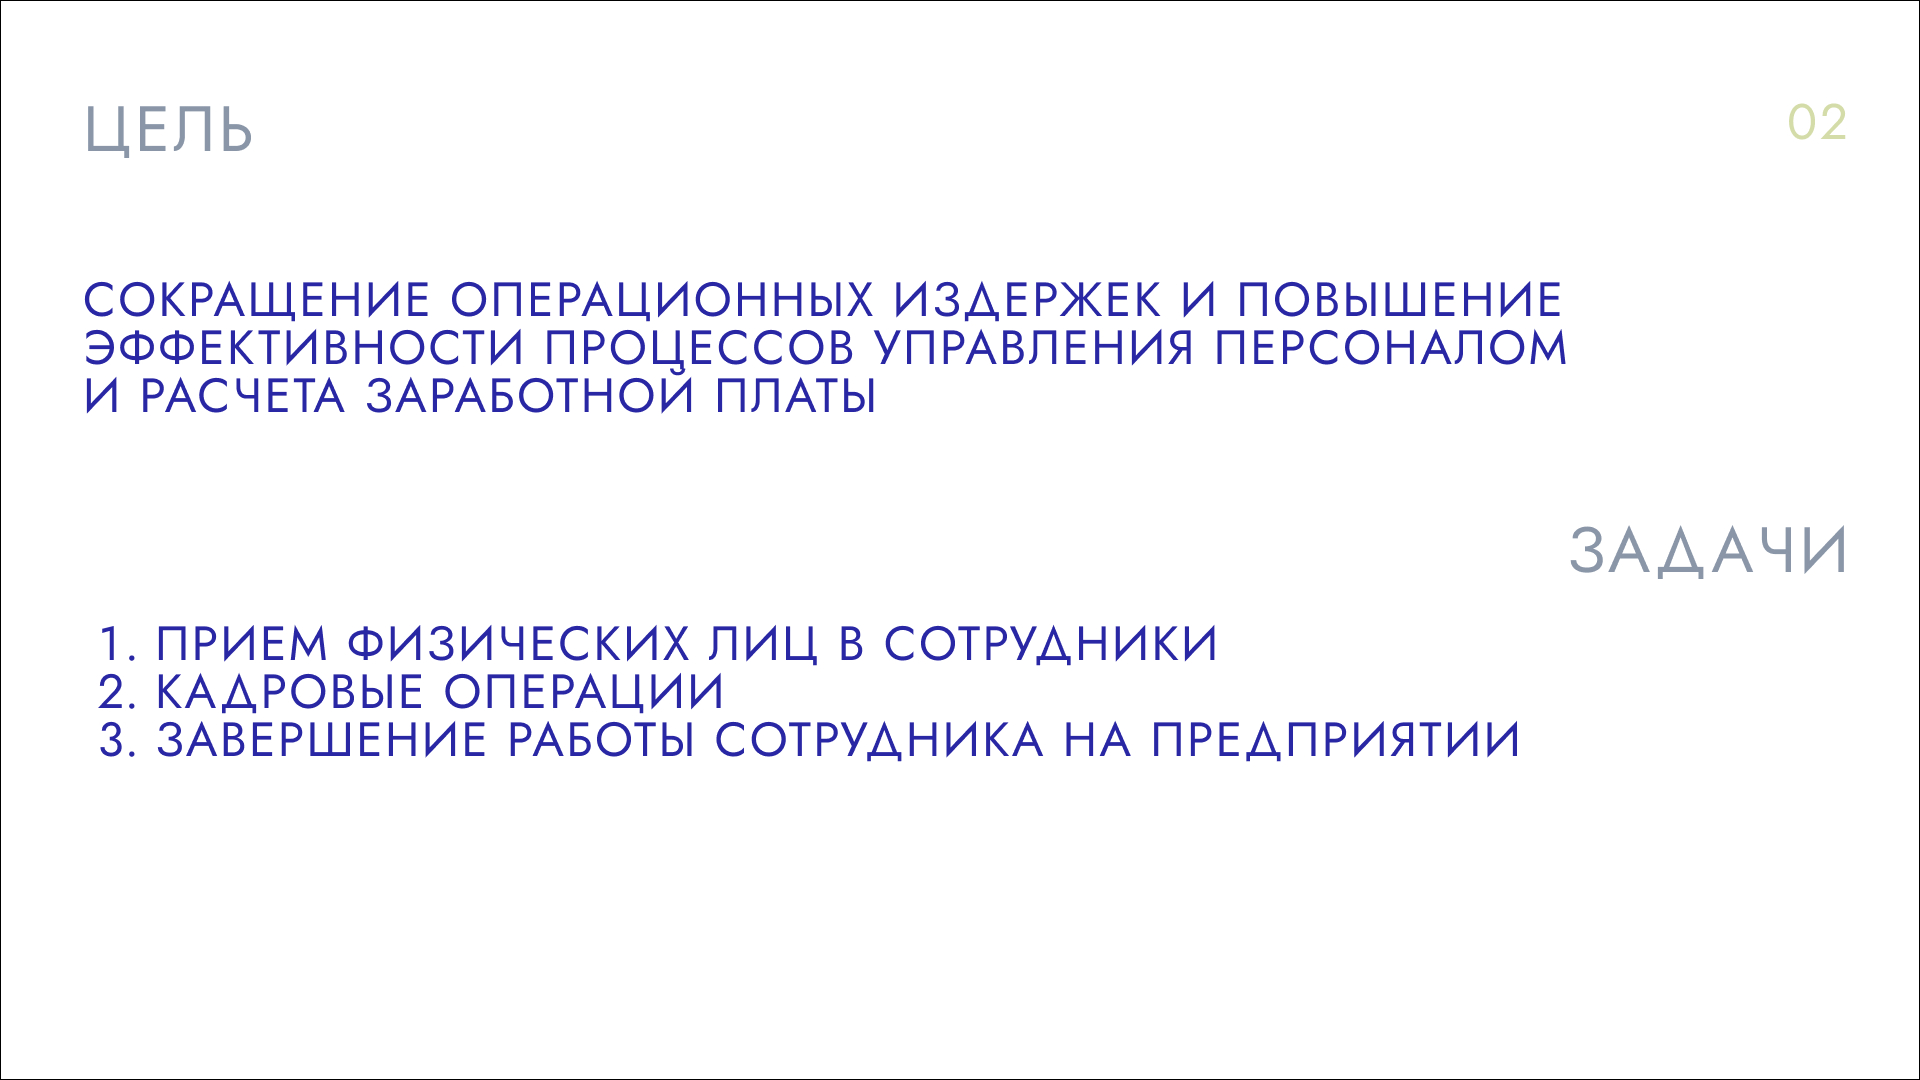 ЦЕЛЬ
02
СОКРАЩЕНИЕ ОПЕРАЦИОННЫХ ИЗДЕРЖЕК И ПОВЫШЕНИЕ
ЭФФЕКТИВНОСТИ ПРОЦЕССОВ УПРАВЛЕНИЯ ПЕРСОНАЛОМ
И РАСЧЕТА ЗАРАБОТНОЙ ПЛАТЫ
ЗАДАЧИ
1. ПРИЕМ ФИЗИЧЕСКИХ ЛИЦ В СОТРУДНИКИ
2. КАДРОВЫЕ ОПЕРАЦИИ
3. ЗАВЕРШЕНИЕ РАБОТЫ СОТРУДНИКА НА ПРЕДПРИЯТИИ